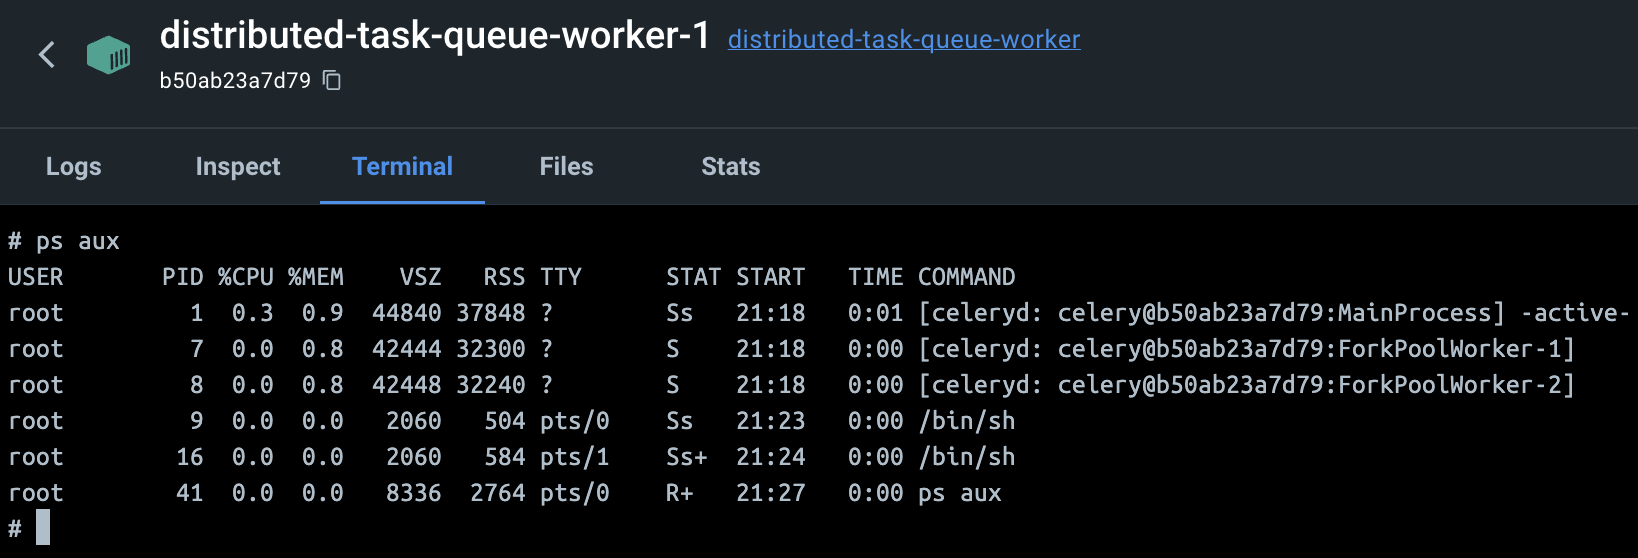 distributed-task-queue-worker-1 distributed-task-queue-worker
b50ab23a7d79
Logs Inspect Terminal Files Stats
# ps aux
USER       PID %CPU %MEM    VSZ   RSS TTY      STAT START   TIME COMMAND
root         1  0.3  0.9  44840 37848 ?        Ss   21:18   0:01 [celeryd: celery@b50ab23a7d79:MainProcess] -active-
root         7  0.0  0.8  42444 32300 ?        S    21:18   0:00 [celeryd: celery@b50ab23a7d79:ForkPoolWorker-1]
root         8  0.0  0.8  42448 32240 ?        S    21:18   0:00 [celeryd: celery@b50ab23a7d79:ForkPoolWorker-2]
root         9  0.0  0.0   2060   504 pts/0    Ss   21:23   0:00 /bin/sh
root        16  0.0  0.0   2060   584 pts/1    Ss+  21:24   0:00 /bin/sh
root        41  0.0  0.0   8336  2764 pts/0    R+   21:27   0:00 ps aux
#